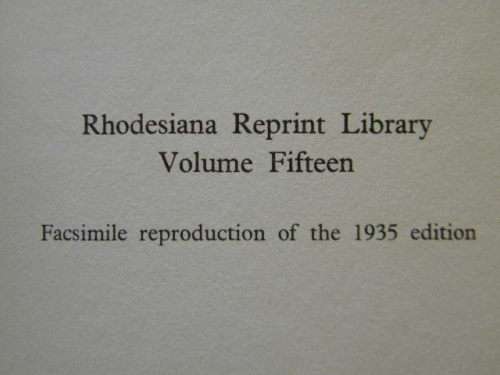 Rhodesiana Reprint Library
Volume Fifteen
Facsimile reproduction of the 1935 edition